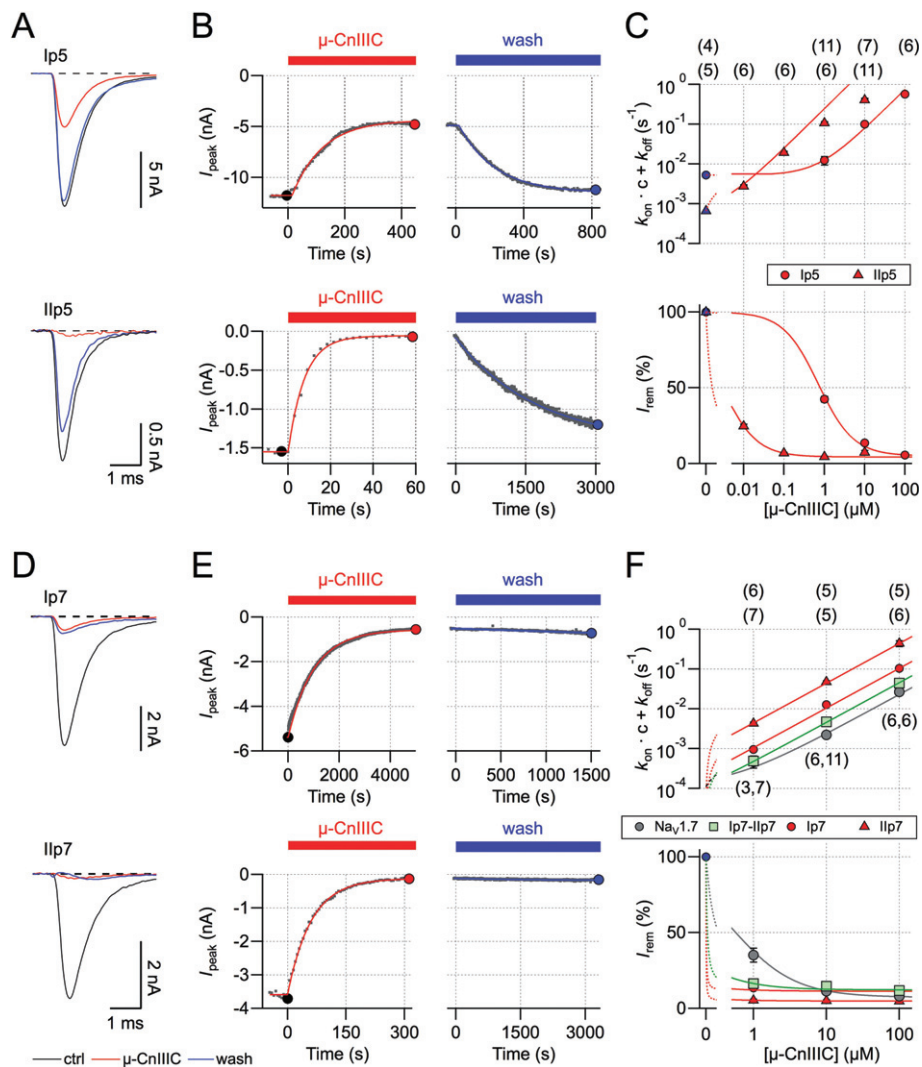 A
Ip5
5 nA
IIp5
0.5 nA
1 ms
B
μ-CnIIIC
wash
0
-5
-10
Ipeak (nA)
0 200 400
Time (s)
0 400 800
Time (s)
μ-CnIIIC
wash
0.0
-0.5
-1.0
-1.5
Ipeak (nA)
0 20 40 60
Time (s)
0 1500 3000
Time (s)
C
(4) (11) (7) (6)
(5) (6) (6) (6) (11)
10⁰
10⁻¹
10⁻²
10⁻³
10⁻⁴
kon · c + koff (s⁻¹)
Ip5 IIp5
100
50
0
Irem (%)
0 0.01 0.1 1 10 100
[μ-CnIIIC] (μM)
D
Ip7
2 nA
IIp7
2 nA
1 ms
ctrl μ-CnIIIC wash
E
μ-CnIIIC
wash
0
-2
-4
-6
Ipeak (nA)
0 2000 4000
Time (s)
0 500 1000 1500
Time (s)
μ-CnIIIC
wash
0
-1
-2
-3
-4
Ipeak (nA)
0 150 300
Time (s)
0 1500 3000
Time (s)
F
(6) (5) (5)
(7) (5) (6)
10⁰
10⁻¹
10⁻²
10⁻³
10⁻⁴
kon · c + koff (s⁻¹)
(6,6)
(6,11)
(3,7)
NaV1.7 Ip7-IIp7 Ip7 IIp7
100
50
0
Irem (%)
0 1 10 100
[μ-CnIIIC] (μM)